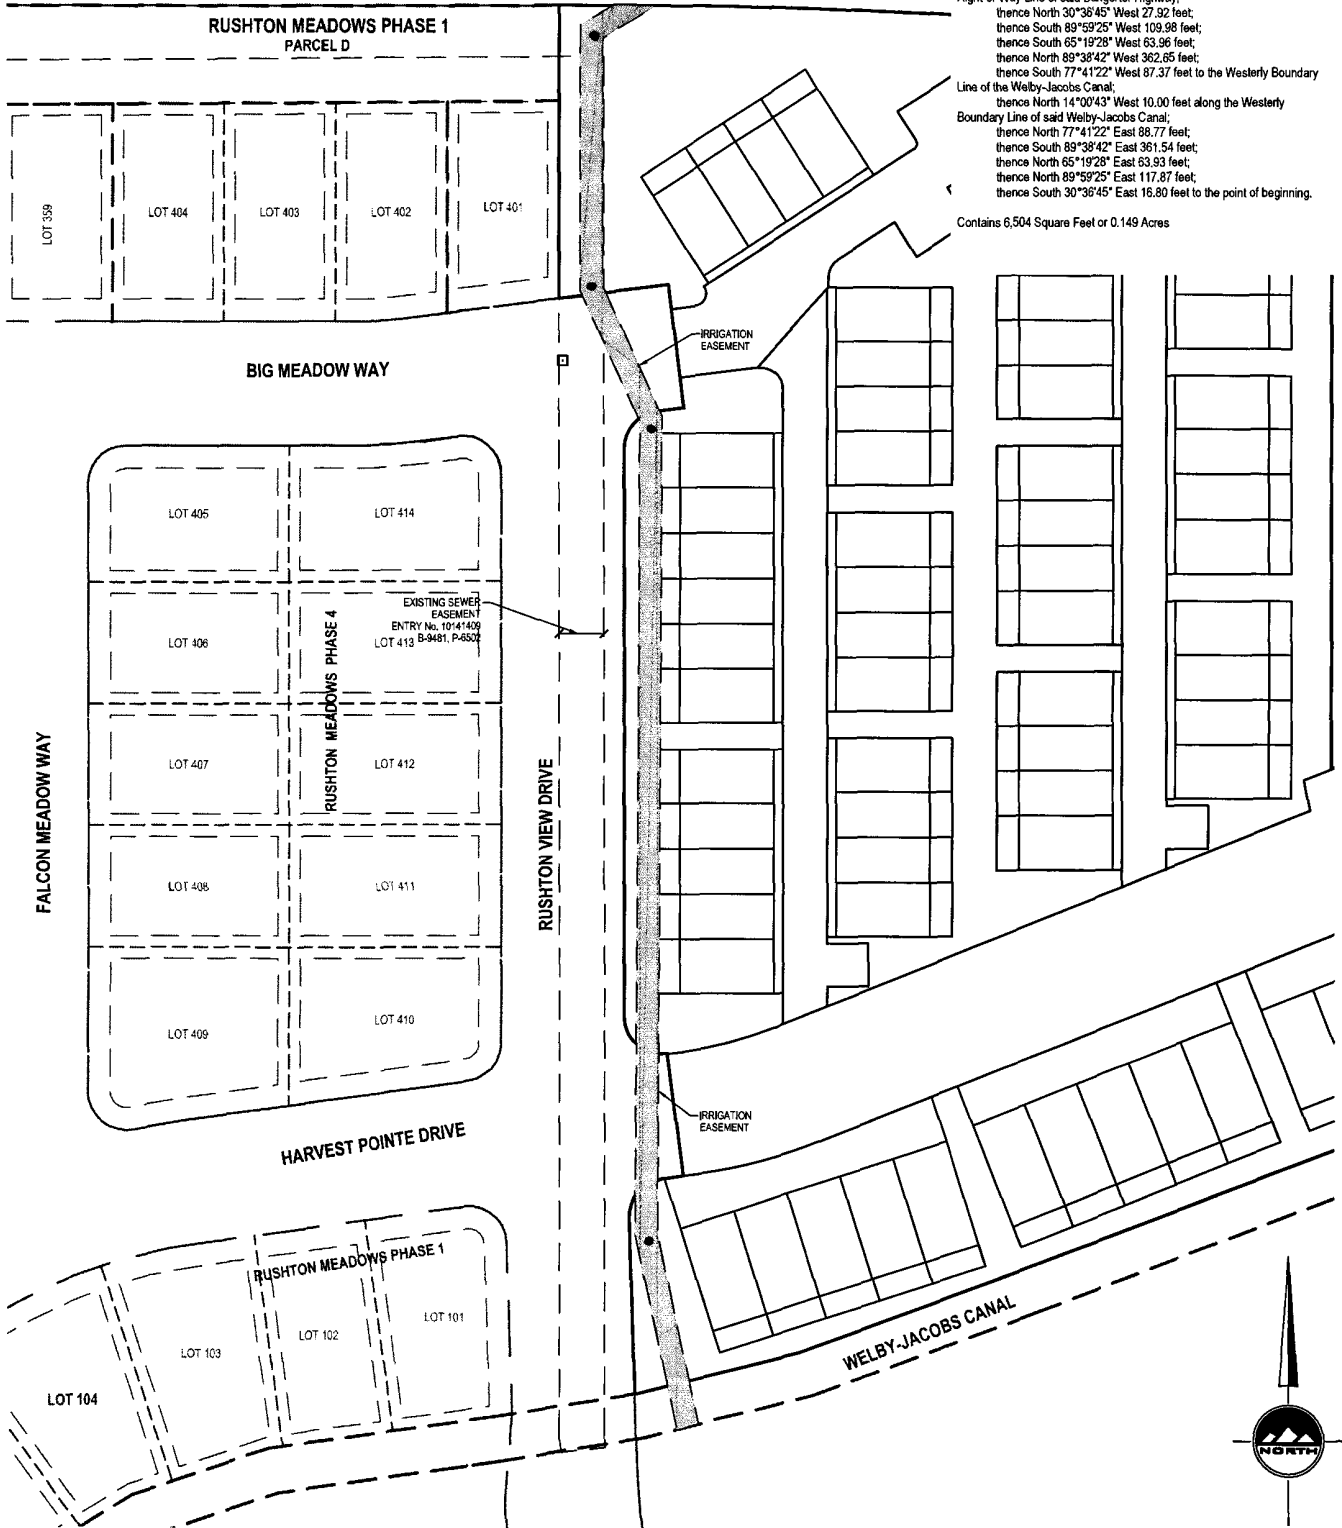 thence North 30°36'45" West 27.92 feet;
thence South 89°59'25" West 109.98 feet;
thence South 65°19'28" West 63.96 feet;
thence North 89°38'42" West 362.65 feet;
thence South 77°41'22" West 87.37 feet to the Westerly Boundary
Line of the Welby-Jacobs Canal;
thence North 14°00'43" West 10.00 feet along the Westerly
Boundary Line of said Welby-Jacobs Canal;
thence North 77°41'22" East 88.77 feet;
thence South 89°38'42" East 361.54 feet;
thence North 65°19'28" East 63.93 feet;
thence North 89°59'25" East 117.87 feet;
thence South 30°36'45" East 16.80 feet to the point of beginning.
Contains 6,504 Square Feet or 0.149 Acres
RUSHTON MEADOWS PHASE 1
PARCEL D
LOT 359
LOT 404
LOT 403
LOT 402
LOT 401
IRRIGATION
EASEMENT
BIG MEADOW WAY
LOT 405
LOT 414
EXISTING SEWER
EASEMENT
ENTRY No. 10141409
B-9481, P-6502
LOT 406
LOT 413
RUSHTON MEADOWS PHASE 4
LOT 407
LOT 412
FALCON MEADOW WAY
RUSHTON VIEW DRIVE
LOT 408
LOT 411
LOT 409
LOT 410
IRRIGATION
EASEMENT
HARVEST POINTE DRIVE
RUSHTON MEADOWS PHASE 1
LOT 101
LOT 102
LOT 103
LOT 104
WELBY-JACOBS CANAL
NORTH